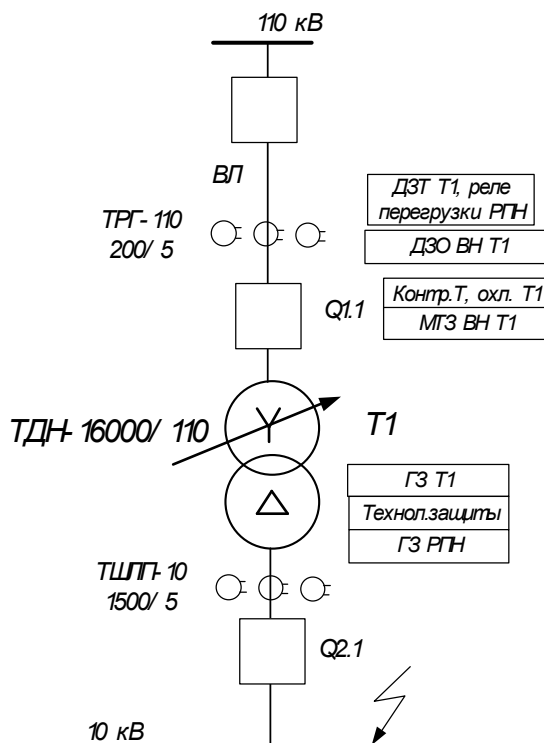 110 кВ
ВЛ
ТРГ-110
200/5
ДЗТ Т1, реле
перегрузки РПН
ДЗО ВН Т1
Q1.1
Контр.Т, охл. Т1
МТЗ ВН Т1
ТДН-16000/110
Т1
ГЗ Т1
Технол.защиты
ГЗ РПН
ТШЛП-10
1500/5
Q2.1
10 кВ